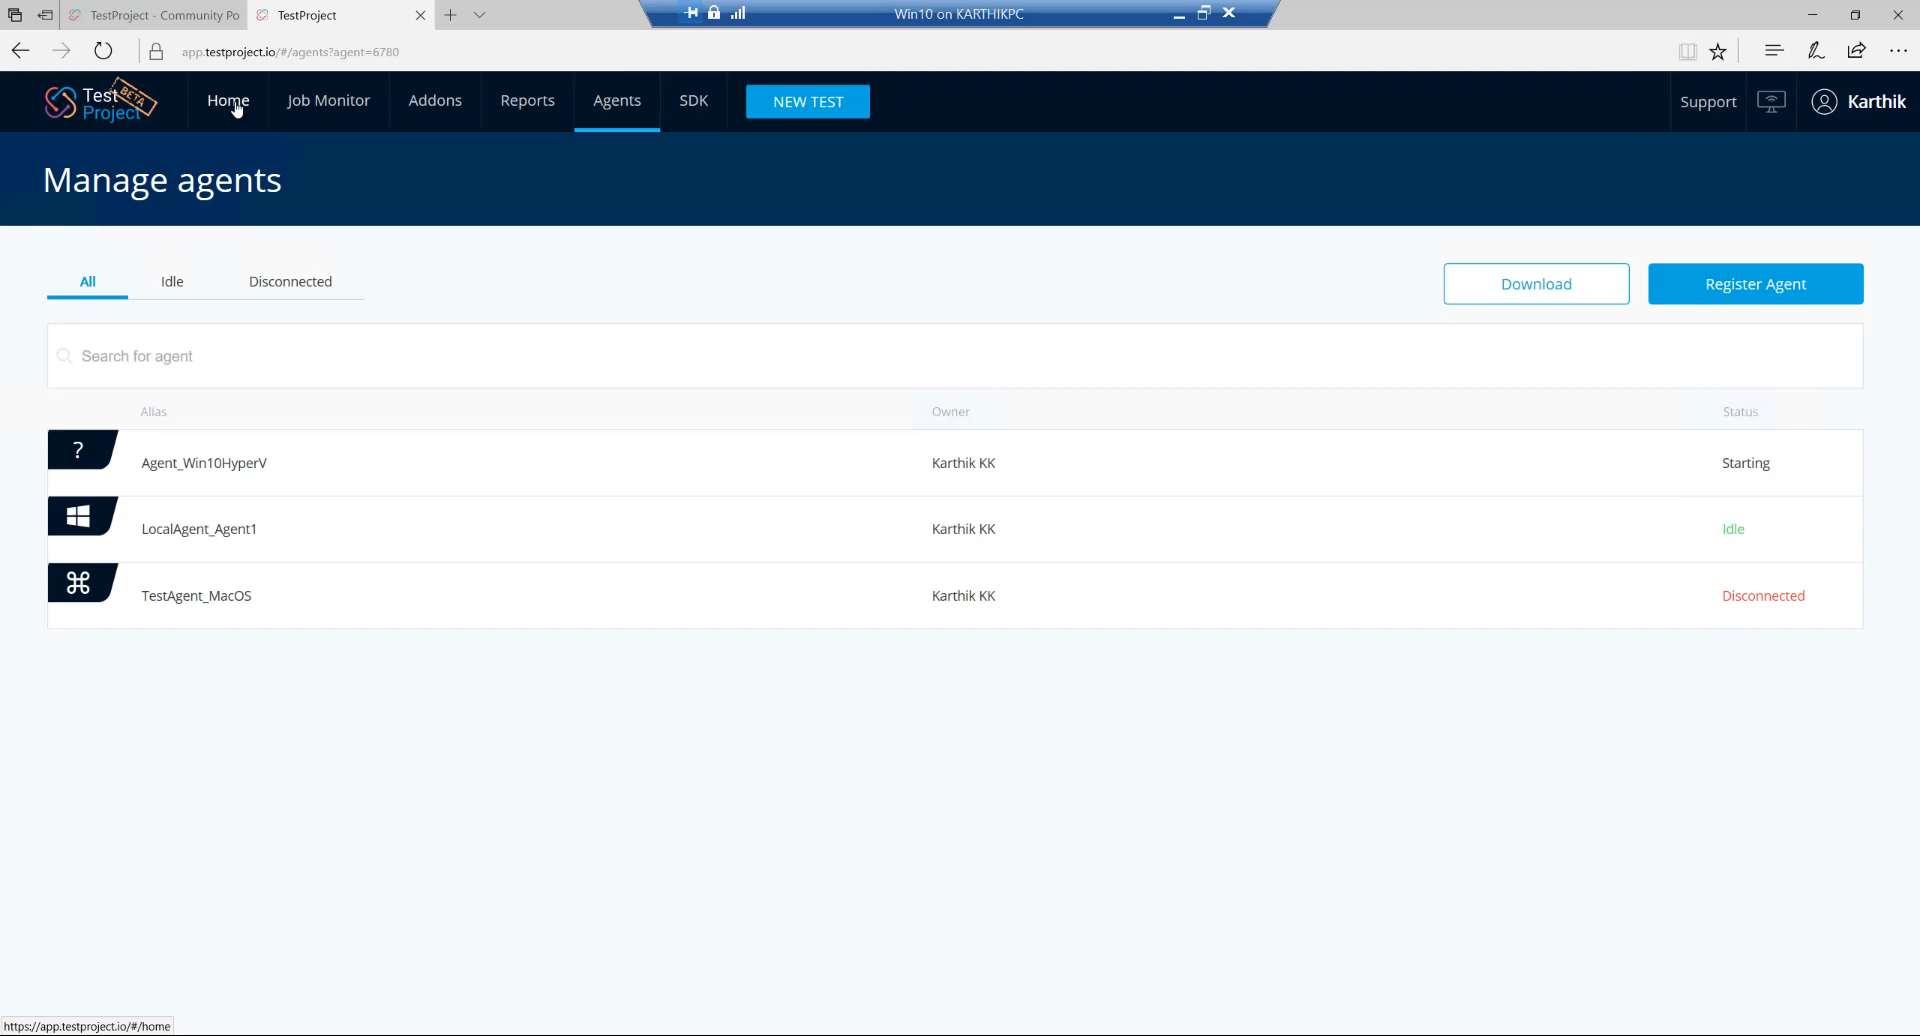 TestProject - Community Po
TestProject
Win10 on KARTHIKPC
app.testproject.io/#/agents?agent=6780
Test
Project
BETA
Home
Job Monitor
Addons
Reports
Agents
SDK
NEW TEST
Support
Karthik
Manage agents
All
Idle
Disconnected
Download
Register Agent
Search for agent
Alias Owner Status
? Agent_Win10HyperV Karthik KK Starting
LocalAgent_Agent1 Karthik KK Idle
TestAgent_MacOS Karthik KK Disconnected
https://app.testproject.io/#/home